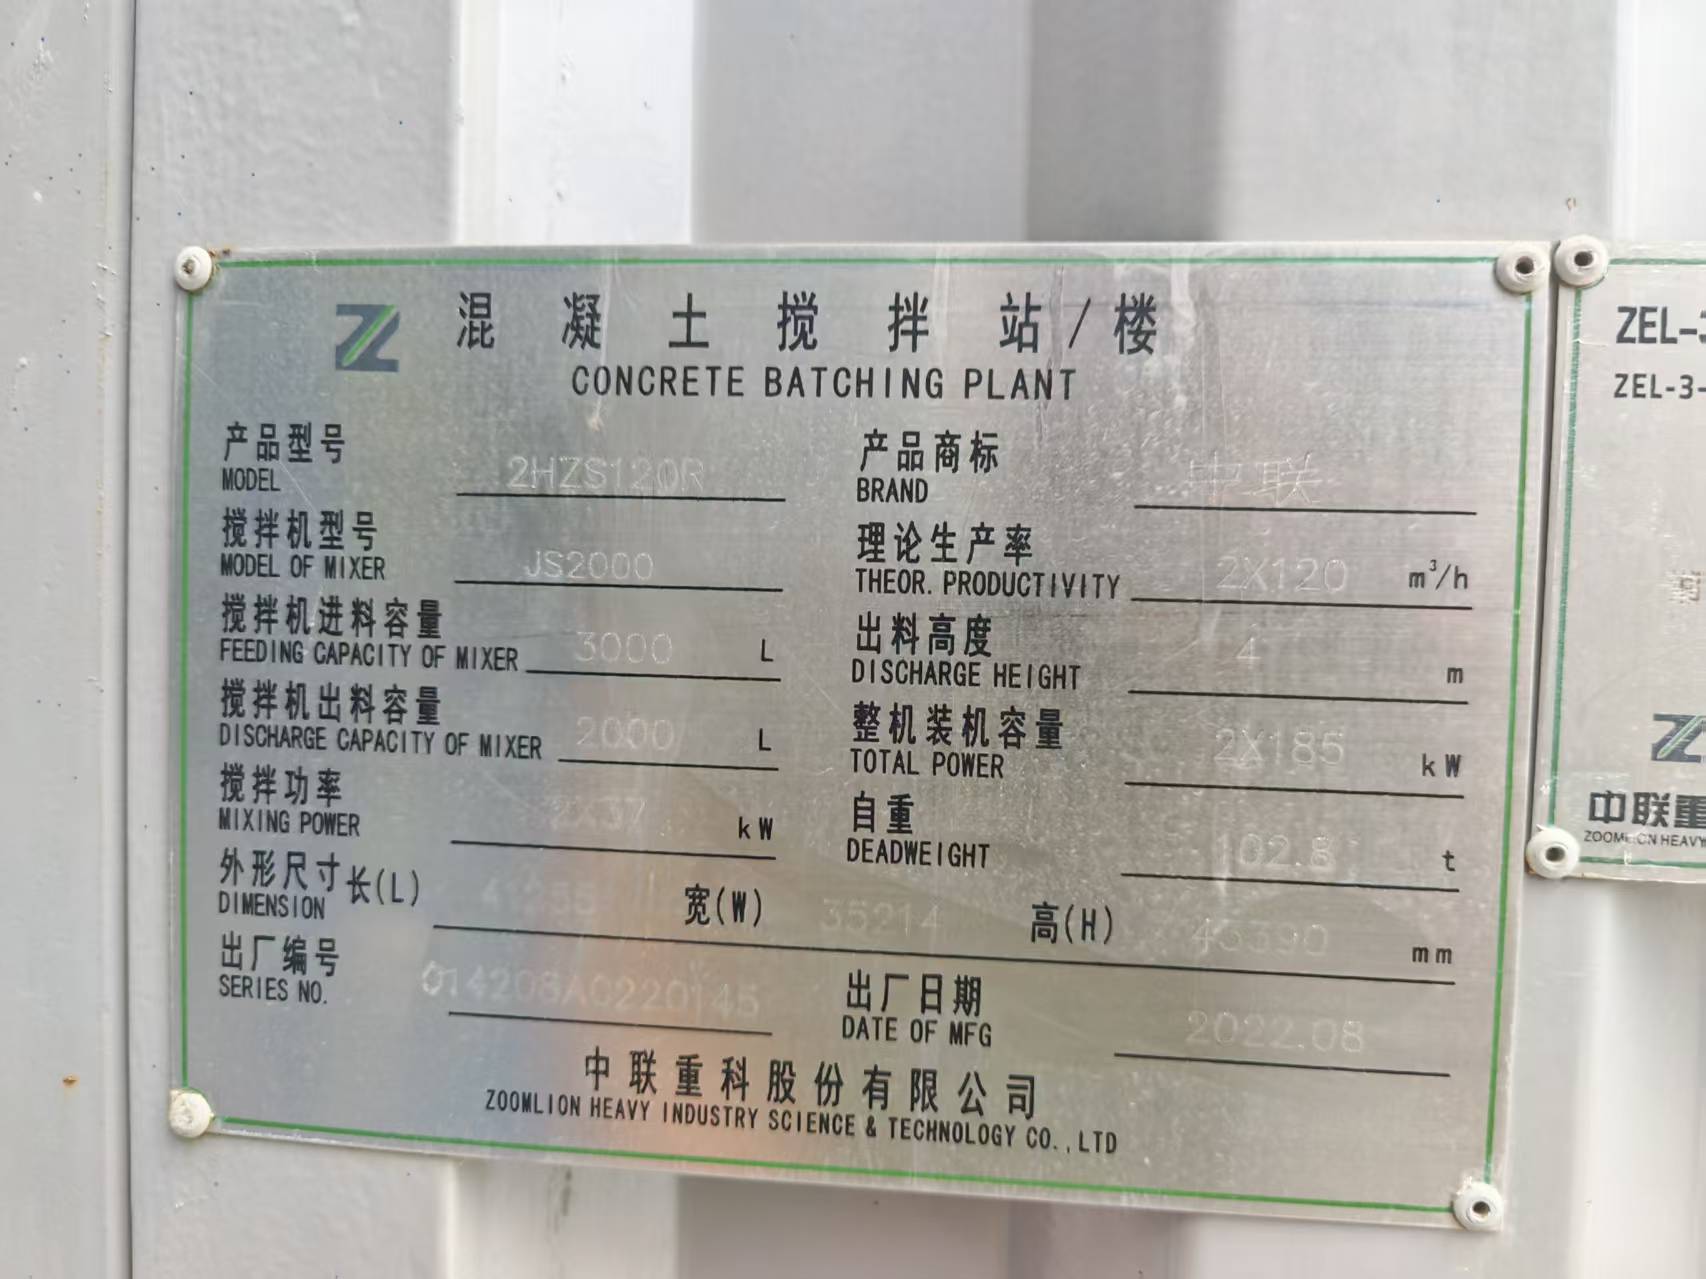 混凝土搅拌站/楼
CONCRETE BATCHING PLANT
产品型号 2HZS120R
MODEL
产品商标 中联
BRAND
搅拌机型号 JS2000
MODEL OF MIXER
理论生产率 2X120 m³/h
THEOR. PRODUCTIVITY
搅拌机进料容量 3000 L
FEEDING CAPACITY OF MIXER
出料高度 4 m
DISCHARGE HEIGHT
搅拌机出料容量 2000 L
DISCHARGE CAPACITY OF MIXER
整机装机容量 2X185 kW
TOTAL POWER
搅拌功率 2X37 kW
MIXING POWER
自重 102.8 t
DEADWEIGHT
外形尺寸 长(L) 宽(W) 35214 高(H) mm
DIMENSION
出厂编号 014208AC220145
SERIES NO.
出厂日期 2022.08
DATE OF MFG
中联重科股份有限公司
ZOOMLION HEAVY INDUSTRY SCIENCE & TECHNOLOGY CO.,LTD
ZEL-3
ZEL-3-
中联重
ZOOMLION HEAVY